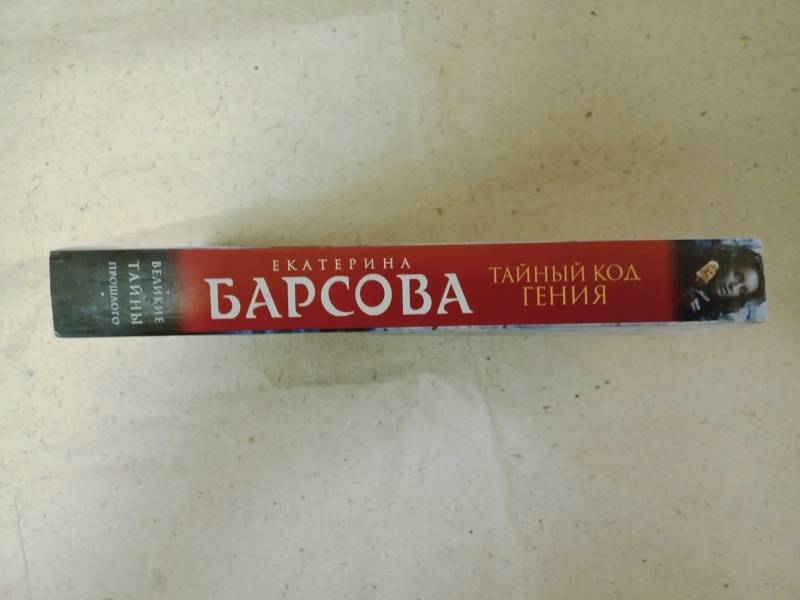 ВЕЛИКИЕ
ТАЙНЫ
ПРОШЛОГО
ЕКАТЕРИНА
БАРСОВА
ТАЙНЫЙ КОД
ГЕНИЯ